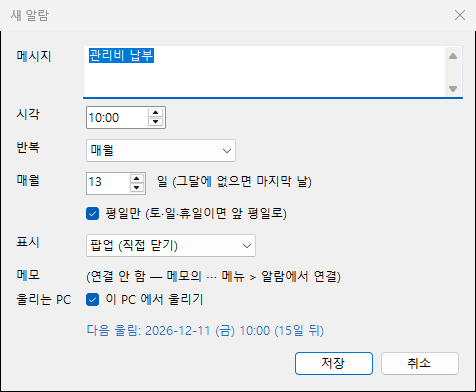 새 알람
메시지 관리비 납부
시각 10:00
반복 매월
매월 13 일 (그달에 없으면 마지막 날)
평일만 (토·일·휴일이면 앞 평일로)
표시 팝업 (직접 닫기)
메모 (연결 안 함 — 메모의 ··· 메뉴 > 알람에서 연결)
울리는 PC 이 PC 에서 울리기
다음 울림: 2026-12-11 (금) 10:00 (15일 뒤)
저장 취소